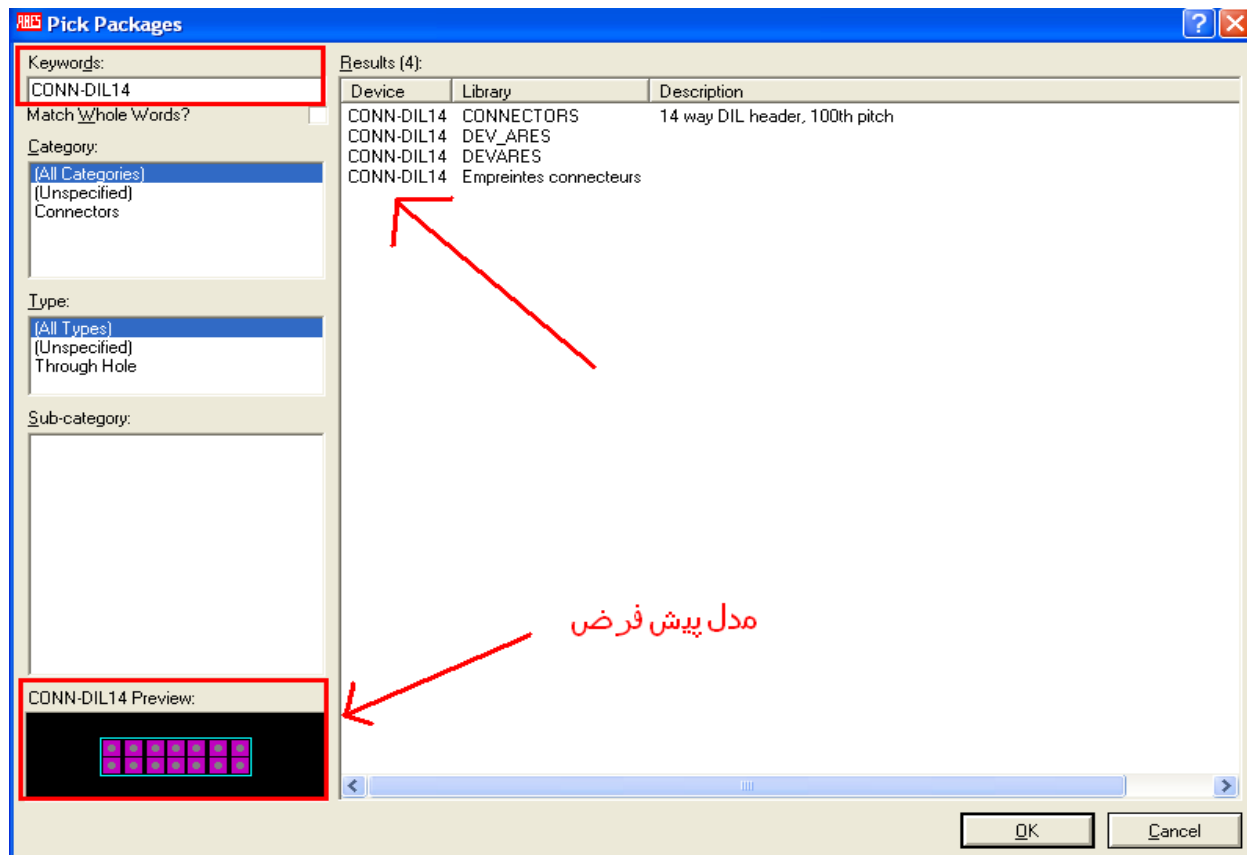 ARES Pick Packages
Keywords:
CONN-DIL14
Match Whole Words?
Category:
(All Categories)
(Unspecified)
Connectors
Type:
(All Types)
(Unspecified)
Through Hole
Sub-category:
CONN-DIL14 Preview:
Results (4):
Device Library Description
CONN-DIL14 CONNECTORS 14 way DIL header, 100th pitch
CONN-DIL14 DEV_ARES
CONN-DIL14 DEVARES
CONN-DIL14 Empreintes connecteurs
مدل پیش فرض
OK Cancel